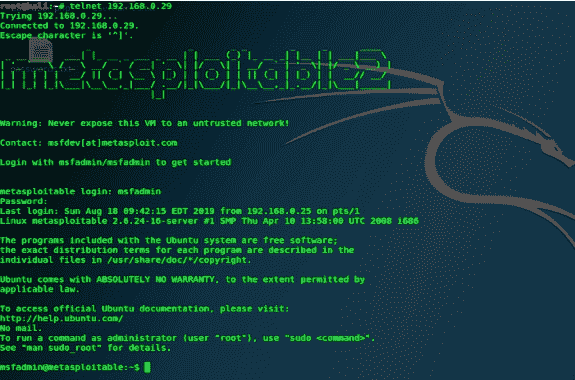 root@kali:~# telnet 192.168.0.29
Trying 192.168.0.29...
Connected to 192.168.0.29.
Escape character is '^]'.
metasploitable2
Warning: Never expose this VM to an untrusted network!
Contact: msfdev[at]metasploit.com
Login with msfadmin/msfadmin to get started
metasploitable login: msfadmin
Password:
Last login: Sun Aug 18 09:42:15 EDT 2019 from 192.168.0.25 on pts/1
Linux metasploitable 2.6.24-16-server #1 SMP Thu Apr 10 13:58:00 UTC 2008 i686
The programs included with the Ubuntu system are free software;
the exact distribution terms for each program are described in the
individual files in /usr/share/doc/*/copyright.
Ubuntu comes with ABSOLUTELY NO WARRANTY, to the extent permitted by
applicable law.
To access official Ubuntu documentation, please visit:
http://help.ubuntu.com/
No mail.
To run a command as administrator (user "root"), use "sudo <command>".
See "man sudo_root" for details.
msfadmin@metasploitable:~$